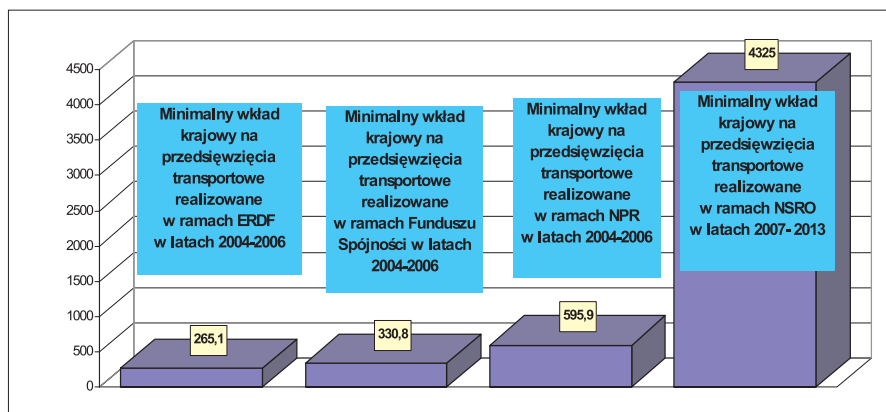 4500
4000
3500
3000
2500
2000
1500
1000
500
0
Minimalny wkład
krajowy na
przedsięwzięcia
transportowe
realizowane
w ramach ERDF
w latach 2004-2006
265,1
Minimalny wkład
krajowy na
przedsięwzięcia
transportowe
realizowane
w ramach Funduszu
Spójności w latach
2004-2006
330,8
Minimalny wkład
krajowy na
przedsięwzięcia
transportowe
realizowane
w ramach NPR
w latach 2004-2006
595,9
4325
Minimalny wkład
krajowy na
przedsięwzięcia
transportowe
realizowane
w ramach NSRO
w latach 2007- 2013